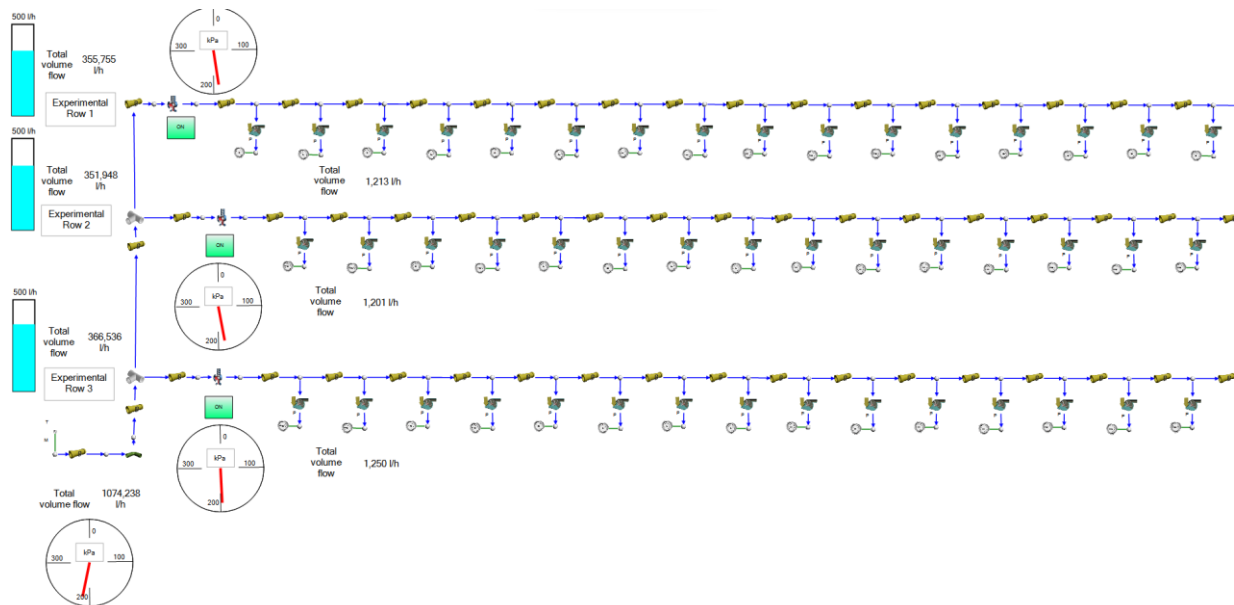 500 l/h
Total
volume flow
355,755
l/h
Experimental
Row 1
0
kPa
300
100
200
ON
500 l/h
Total
volume flow
351,948
l/h
Experimental
Row 2
Total
volume
flow
1,213 l/h
ON
0
kPa
300
100
200
500 l/h
Total
volume
flow
1,201 l/h
Total
volume flow
366,536
l/h
Experimental
Row 3
ON
0
kPa
300
100
200
Total
volume
flow
1,250 l/h
Total
volume flow
1074,238
l/h
0
kPa
300
100
200